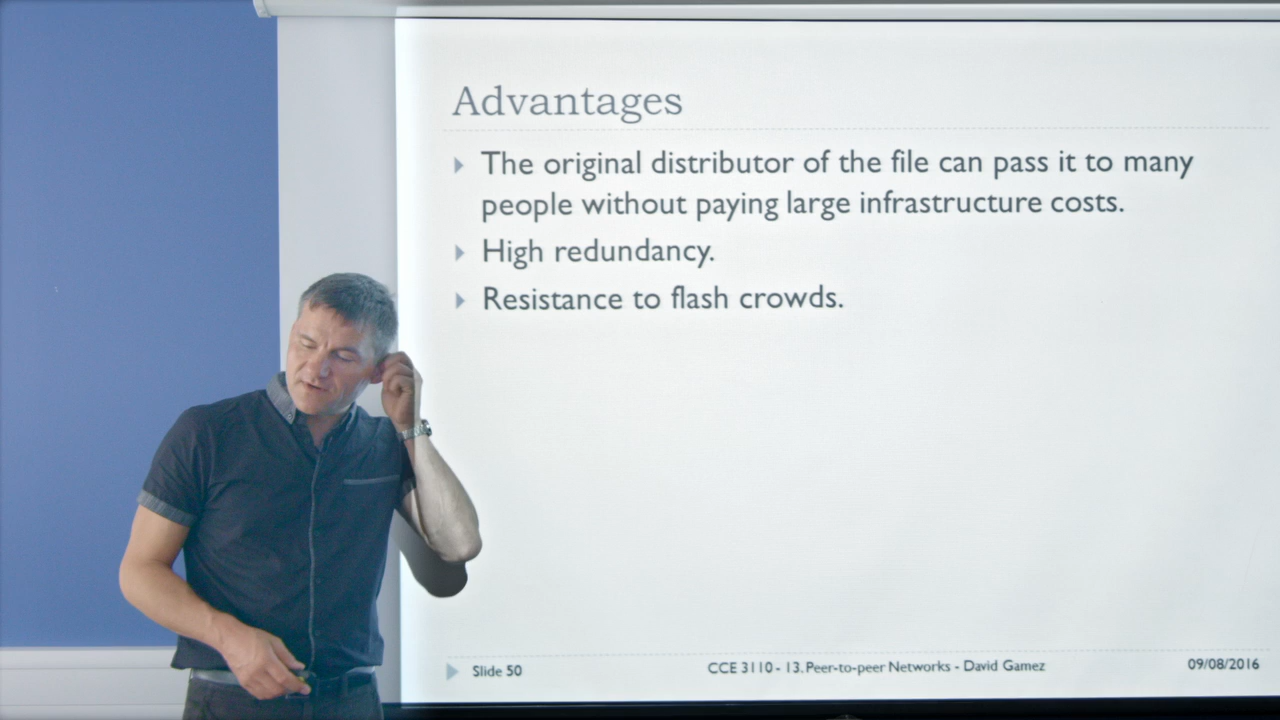 Advantages
The original distributor of the file can pass it to many
people without paying large infrastructure costs.
High redundancy.
Resistance to flash crowds.
Slide 50
CCE 3110 - 13. Peer-to-peer Networks - David Gamez
09/08/2016